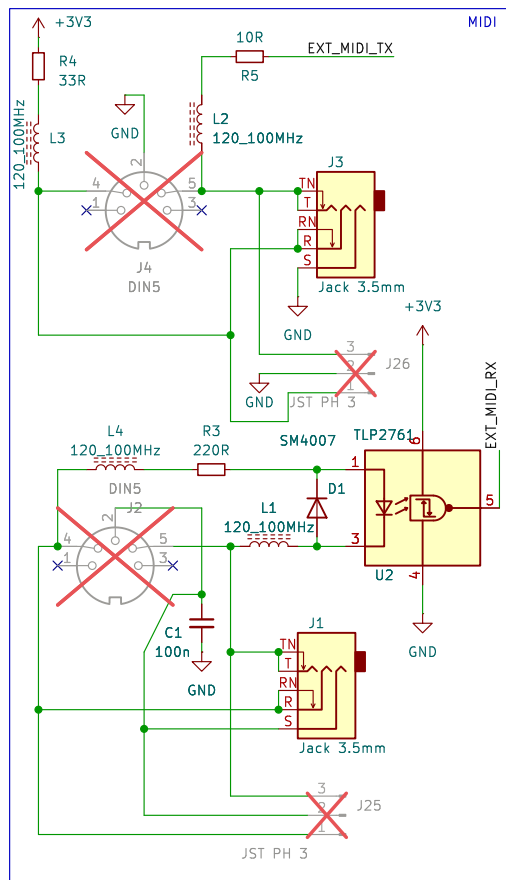 MIDI
+3V3
10R
EXT_MIDI_TX
R4
33R
R5
L2
120_100MHz
L3
120_100MHz
GND
2
4
5
1
3
J4
DIN5
J3
TN
T
RN
R
S
Jack 3.5mm
GND
+3V3
3
2
1
J26
GND
JST PH 3
EXT_MIDI_RX
L4
120_100MHz
R3
220R
SM4007
TLP2761
6
1
D1
5
3
4
U2
DIN5
J2
2
4
5
1
3
L1
120_100MHz
C1
100n
GND
GND
J1
TN
T
RN
R
S
Jack 3.5mm
3
2
1
J25
JST PH 3